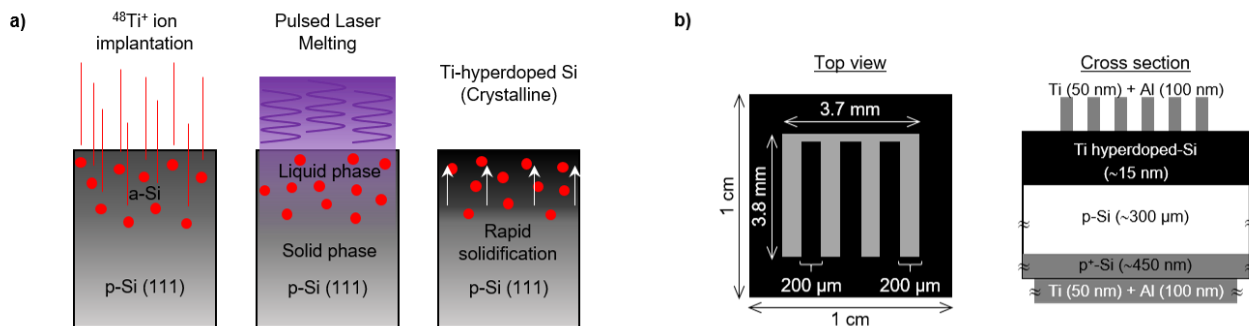 a)
⁴⁸Ti⁺ ion
implantation
a-Si
p-Si (111)
Pulsed Laser
Melting
Liquid phase
Solid phase
p-Si (111)
Ti-hyperdoped Si
(Crystalline)
Rapid
solidification
p-Si (111)
b)
Top view
3.7 mm
3.8 mm
1 cm
200 µm
200 µm
1 cm
Cross section
Ti (50 nm) + Al (100 nm)
Ti hyperdoped-Si
(~15 nm)
p-Si (~300 µm)
≈
≈
p⁺-Si (~450 nm)
≈
≈
Ti (50 nm) + Al (100 nm)
≈
≈